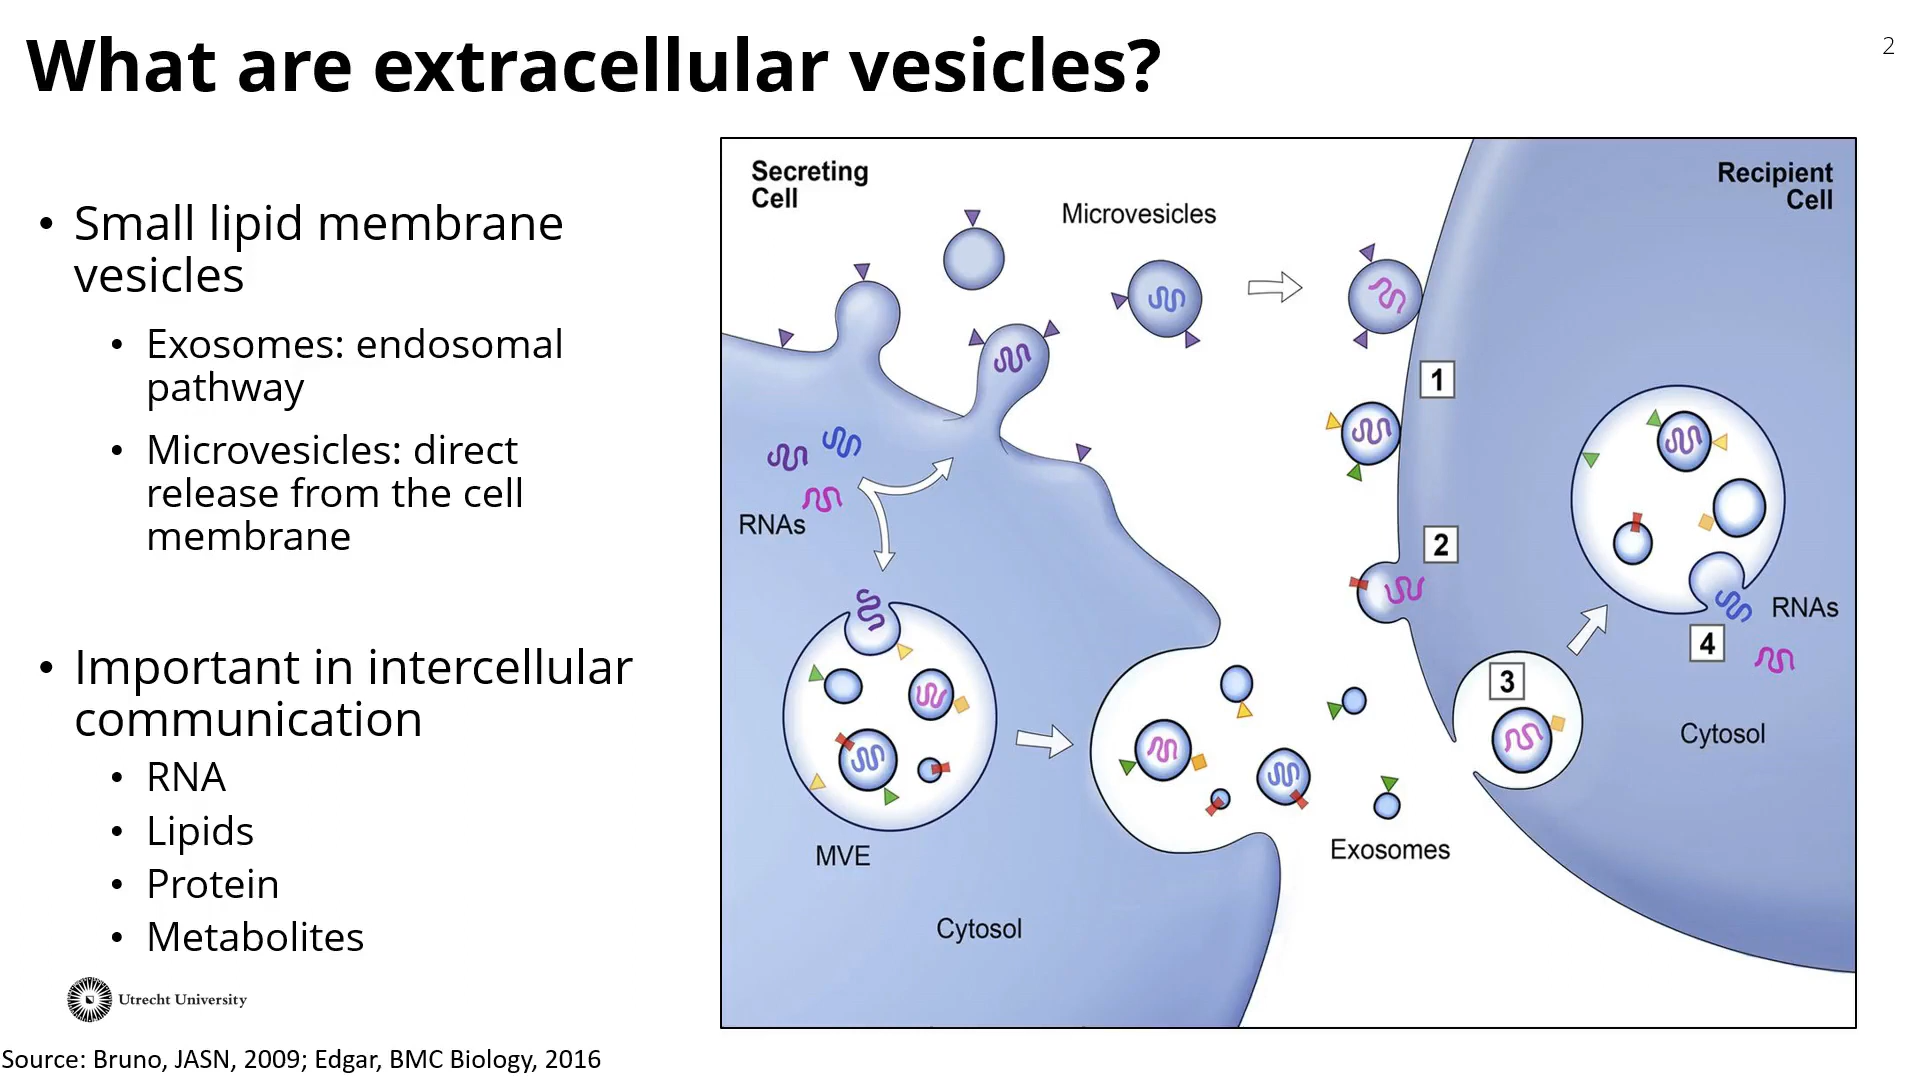 What are extracellular vesicles?
2
• Small lipid membrane
vesicles
• Exosomes: endosomal
pathway
• Microvesicles: direct
release from the cell
membrane
• Important in intercellular
communication
• RNA
• Lipids
• Protein
• Metabolites
Utrecht University
Source: Bruno, JASN, 2009; Edgar, BMC Biology, 2016
Secreting
Cell
Microvesicles
Recipient
Cell
1
RNAs
2
RNAs
4
3
Cytosol
MVE
Exosomes
Cytosol